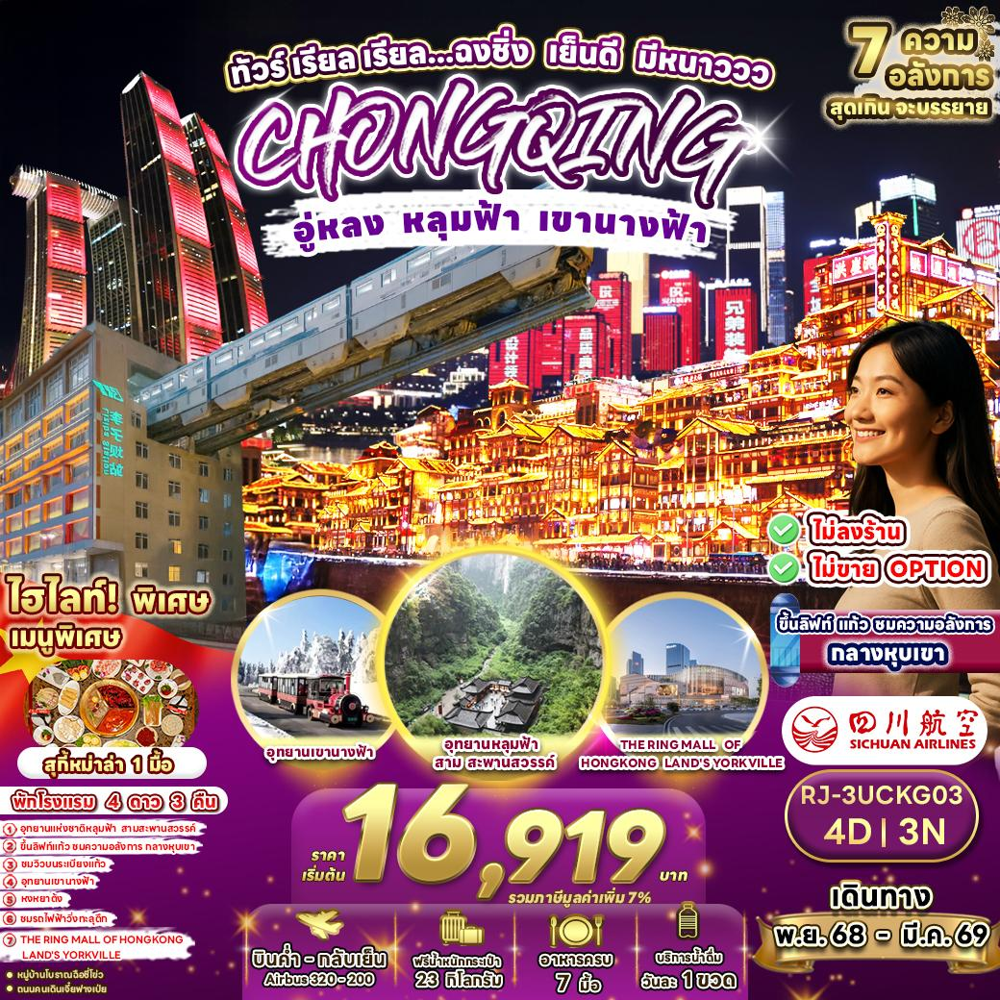 ทัวร์ เรียล เรียล...ฉงชิ่ง เย็นดี มีหนาววว
CHONGQING
อู่หลง หลุมฟ้า เขานางฟ้า
7 ความ
อลังการ
สุดเกิน จะบรรยาย
洪崖洞
品质典
兄弟装
设计领
李子坝站
Liziba Station
ไม่ลงร้าน
ไม่ขาย OPTION
ขึ้นลิฟท์ แก้ว ชมความอลังการ
กลางหุบเขา
ไฮไลท์! พิเศษ
เมนูพิเศษ
สุกี้หม่าล่า 1 มื้อ
อุทยานเขานางฟ้า
อุทยานหลุมฟ้า
สาม สะพานสวรรค์
THE RING MALL OF
HONGKONG LAND'S YORKVILLE
四川航空
SICHUAN AIRLINES
RJ-3UCKG03
4D | 3N
พักโรงแรม 4 ดาว 3 คืน
1 อุทยานแห่งชาติหลุมฟ้า สามสะพานสวรรค์
2 ขึ้นลิฟท์แก้ว ชมความอลังการ กลางหุบเขา
3 ชมวิวบนระเบียงแก้ว
4 อุทยานเขานางฟ้า
5 หงหยาต้ง
6 ชมรถไฟฟ้าวิ่งทะลุตึก
7 THE RING MALL OF HONGKONG
LAND'S YORKVILLE
• หมู่บ้านโบราณฉือชี่โข่ว
• ถนนคนเดินเจี่ยฟางเป่ย
ราคา
เริ่มต้น
16,919
บาท
รวมภาษีมูลค่าเพิ่ม 7%
บินค่ำ - กลับเย็น
Airbus 320 - 200
ฟรีน้ำหนักกระเป๋า
23 กิโลกรัม
อาหารครบ
7 มื้อ
บริการน้ำดื่ม
วันละ 1 ขวด
เดินทาง
พ.ย. 68 - มี.ค. 69